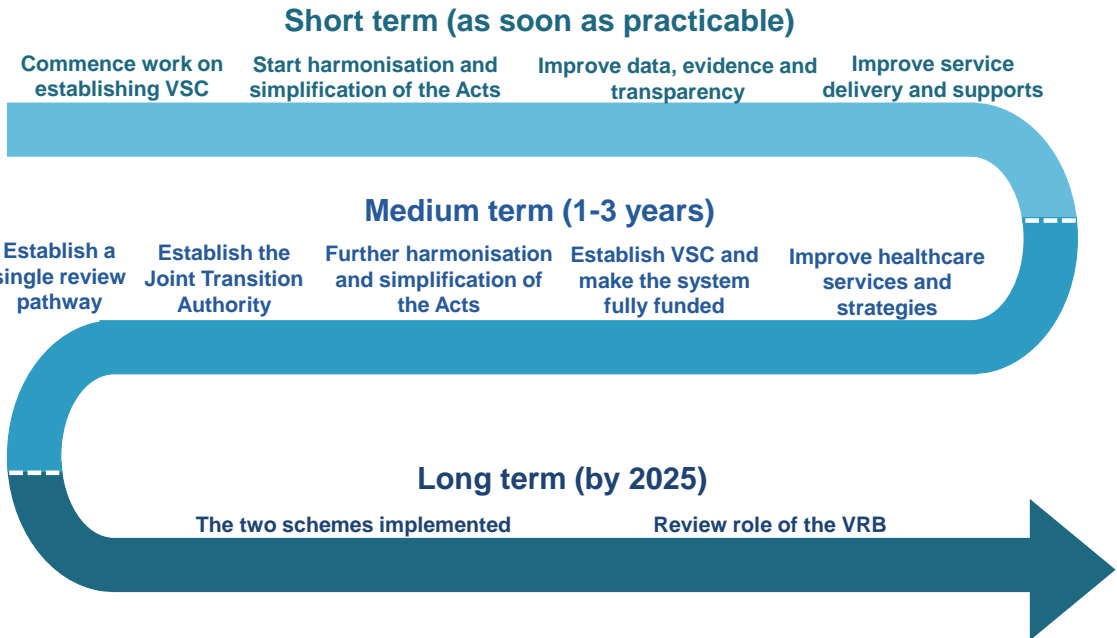 Short term (as soon as practicable)
Commence work on
establishing VSC
Start harmonisation and
simplification of the Acts
Improve data, evidence and
transparency
Improve service
delivery and supports
Medium term (1-3 years)
Establish a
single review
pathway
Establish the
Joint Transition
Authority
Further harmonisation
and simplification of
the Acts
Establish VSC and
make the system
fully funded
Improve healthcare
services and
strategies
Long term (by 2025)
The two schemes implemented
Review role of the VRB